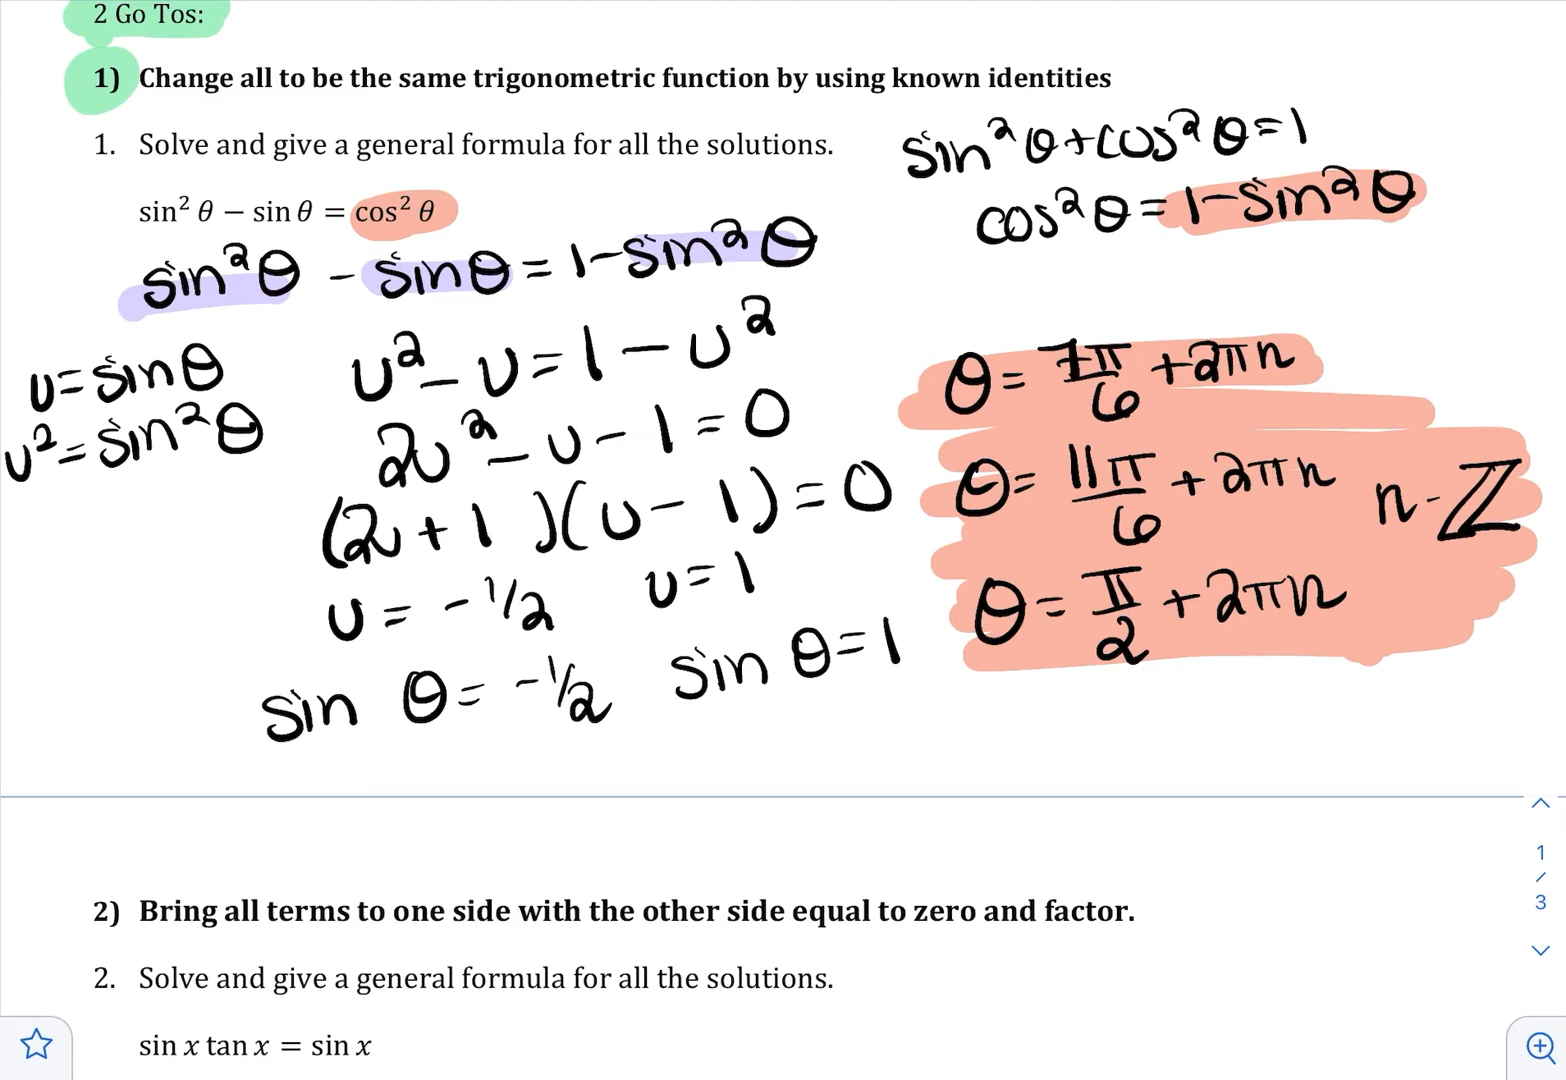 2 Go Tos:
1) Change all to be the same trigonometric function by using known identities
1. Solve and give a general formula for all the solutions.
sin² θ − sin θ = cos² θ
sin²θ + cos²θ = 1
cos²θ = 1 − sin²θ
sin²θ − sinθ = 1 − sin²θ
u = sinθ
u² = sin²θ
u² − u = 1 − u²
2u² − u − 1 = 0
(2u + 1)(u − 1) = 0
u = −1/2 u = 1
sin θ = −1/2 sin θ = 1
θ = 7π/6 + 2πn
θ = 11π/6 + 2πn n - ℤ
θ = π/2 + 2πn
2) Bring all terms to one side with the other side equal to zero and factor.
2. Solve and give a general formula for all the solutions.
sin x tan x = sin x
1
/
3